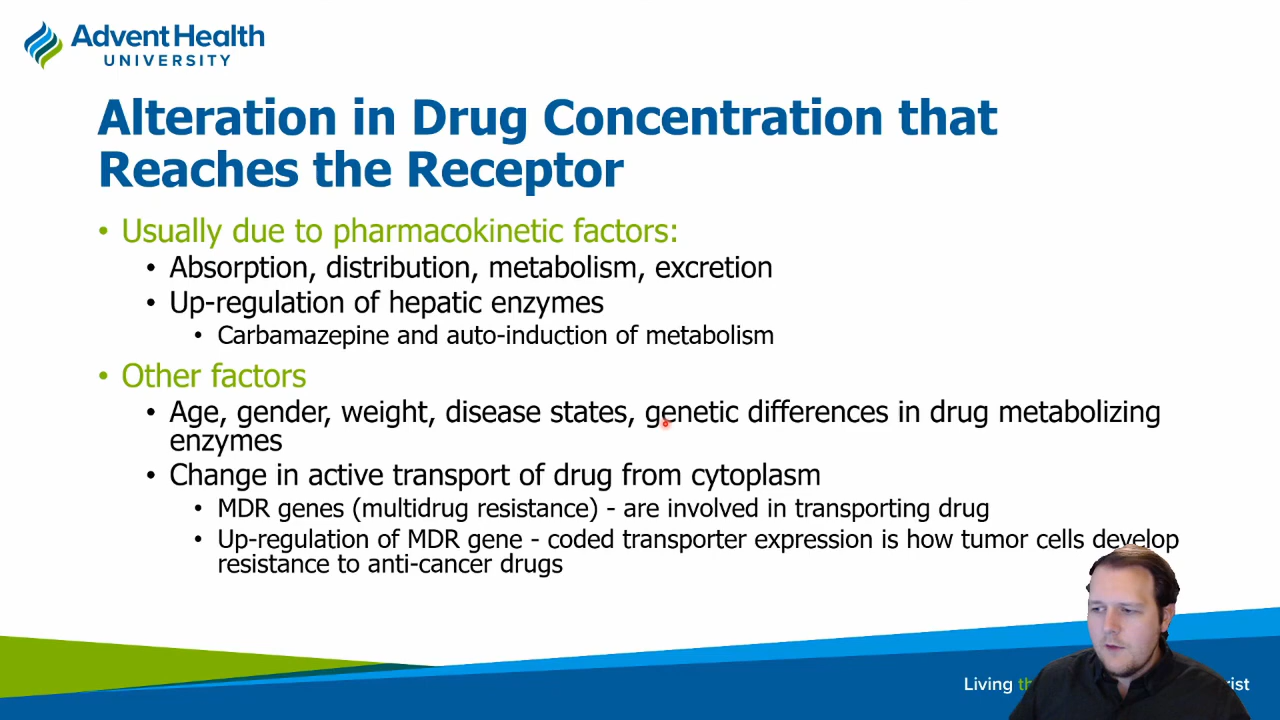 AdventHealth
UNIVERSITY
Alteration in Drug Concentration that
Reaches the Receptor
• Usually due to pharmacokinetic factors:
• Absorption, distribution, metabolism, excretion
• Up-regulation of hepatic enzymes
• Carbamazepine and auto-induction of metabolism
• Other factors
• Age, gender, weight, disease states, genetic differences in drug metabolizing
enzymes
• Change in active transport of drug from cytoplasm
• MDR genes (multidrug resistance) - are involved in transporting drug
• Up-regulation of MDR gene - coded transporter expression is how tumor cells develop
resistance to anti-cancer drugs
Living